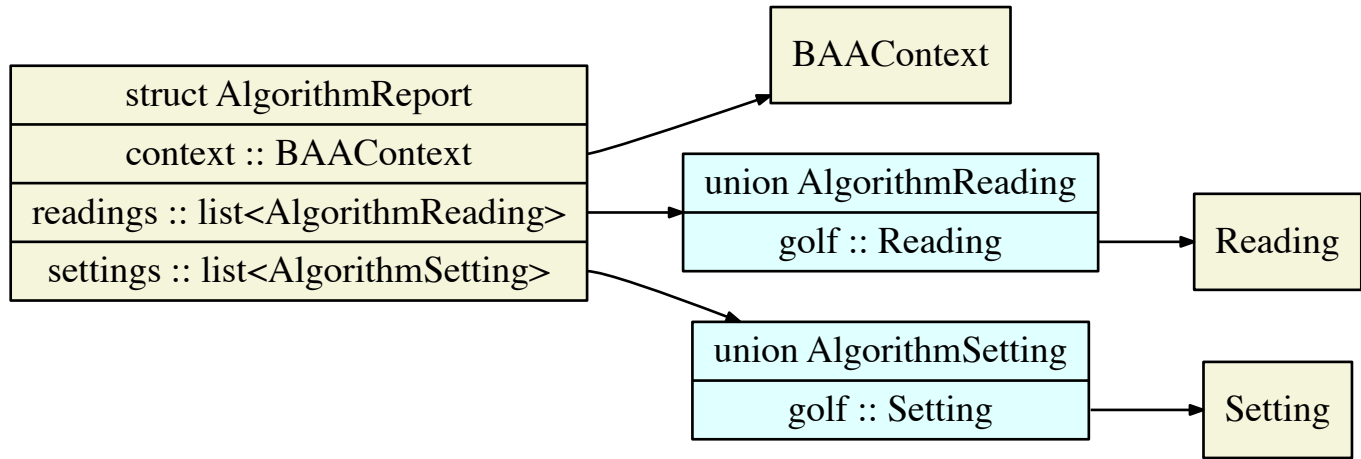 struct AlgorithmReport
context :: BAAContext
readings :: list<AlgorithmReading>
settings :: list<AlgorithmSetting>
BAAContext
union AlgorithmReading
golf :: Reading
Reading
union AlgorithmSetting
golf :: Setting
Setting